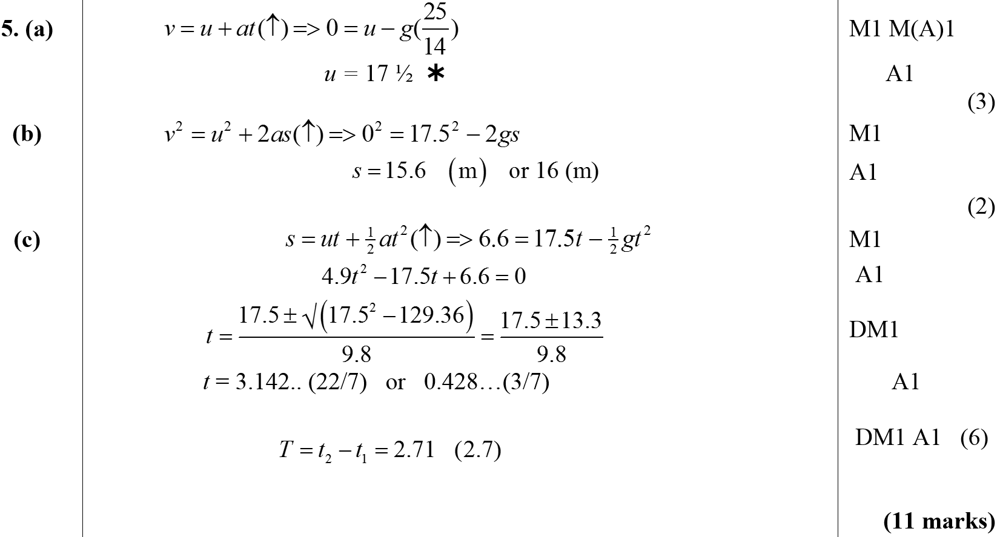 5. (a) v = u + at(↑) => 0 = u − g(25/14) M1 M(A)1
u = 17 ½ * A1
(3)
(b) v² = u² + 2as(↑) => 0² = 17.5² − 2gs M1
s = 15.6 (m) or 16 (m) A1
(2)
(c) s = ut + ½at²(↑) => 6.6 = 17.5t − ½gt² M1
4.9t² − 17.5t + 6.6 = 0 A1
t = (17.5 ± √(17.5² − 129.36))/9.8 = (17.5 ± 13.3)/9.8 DM1
t = 3.142.. (22/7) or 0.428…(3/7) A1
T = t₂ − t₁ = 2.71 (2.7) DM1 A1 (6)
(11 marks)